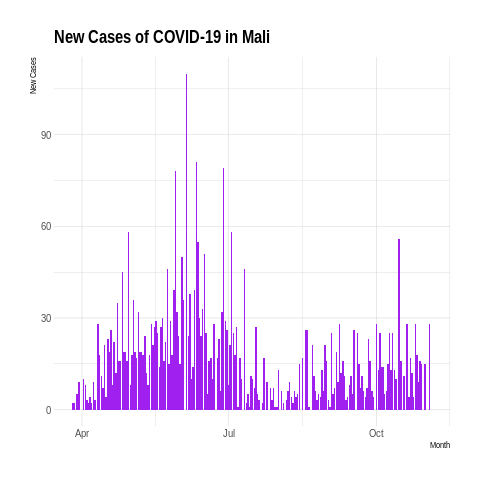 New Cases of COVID-19 in Mali
New Cases
90
60
30
0
Apr
Jul
Oct
Month